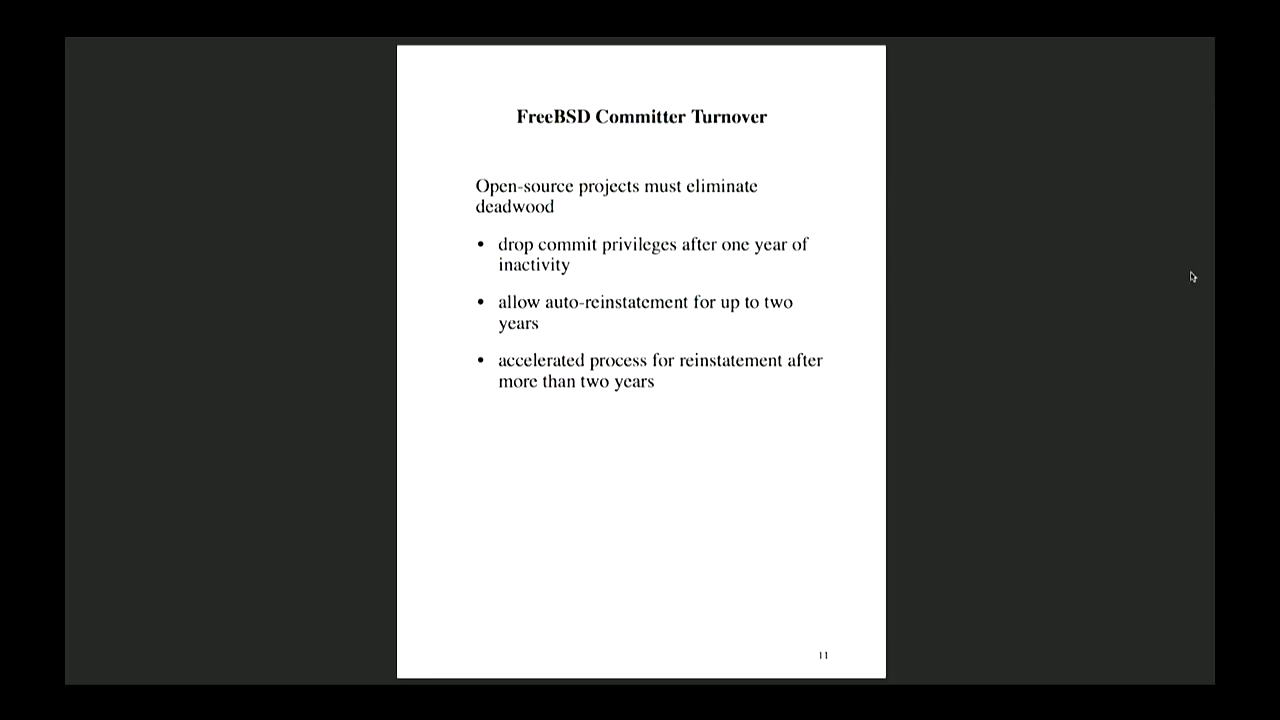 FreeBSD Committer Turnover
Open-source projects must eliminate
deadwood
• drop commit privileges after one year of
inactivity
• allow auto-reinstatement for up to two
years
• accelerated process for reinstatement after
more than two years
11